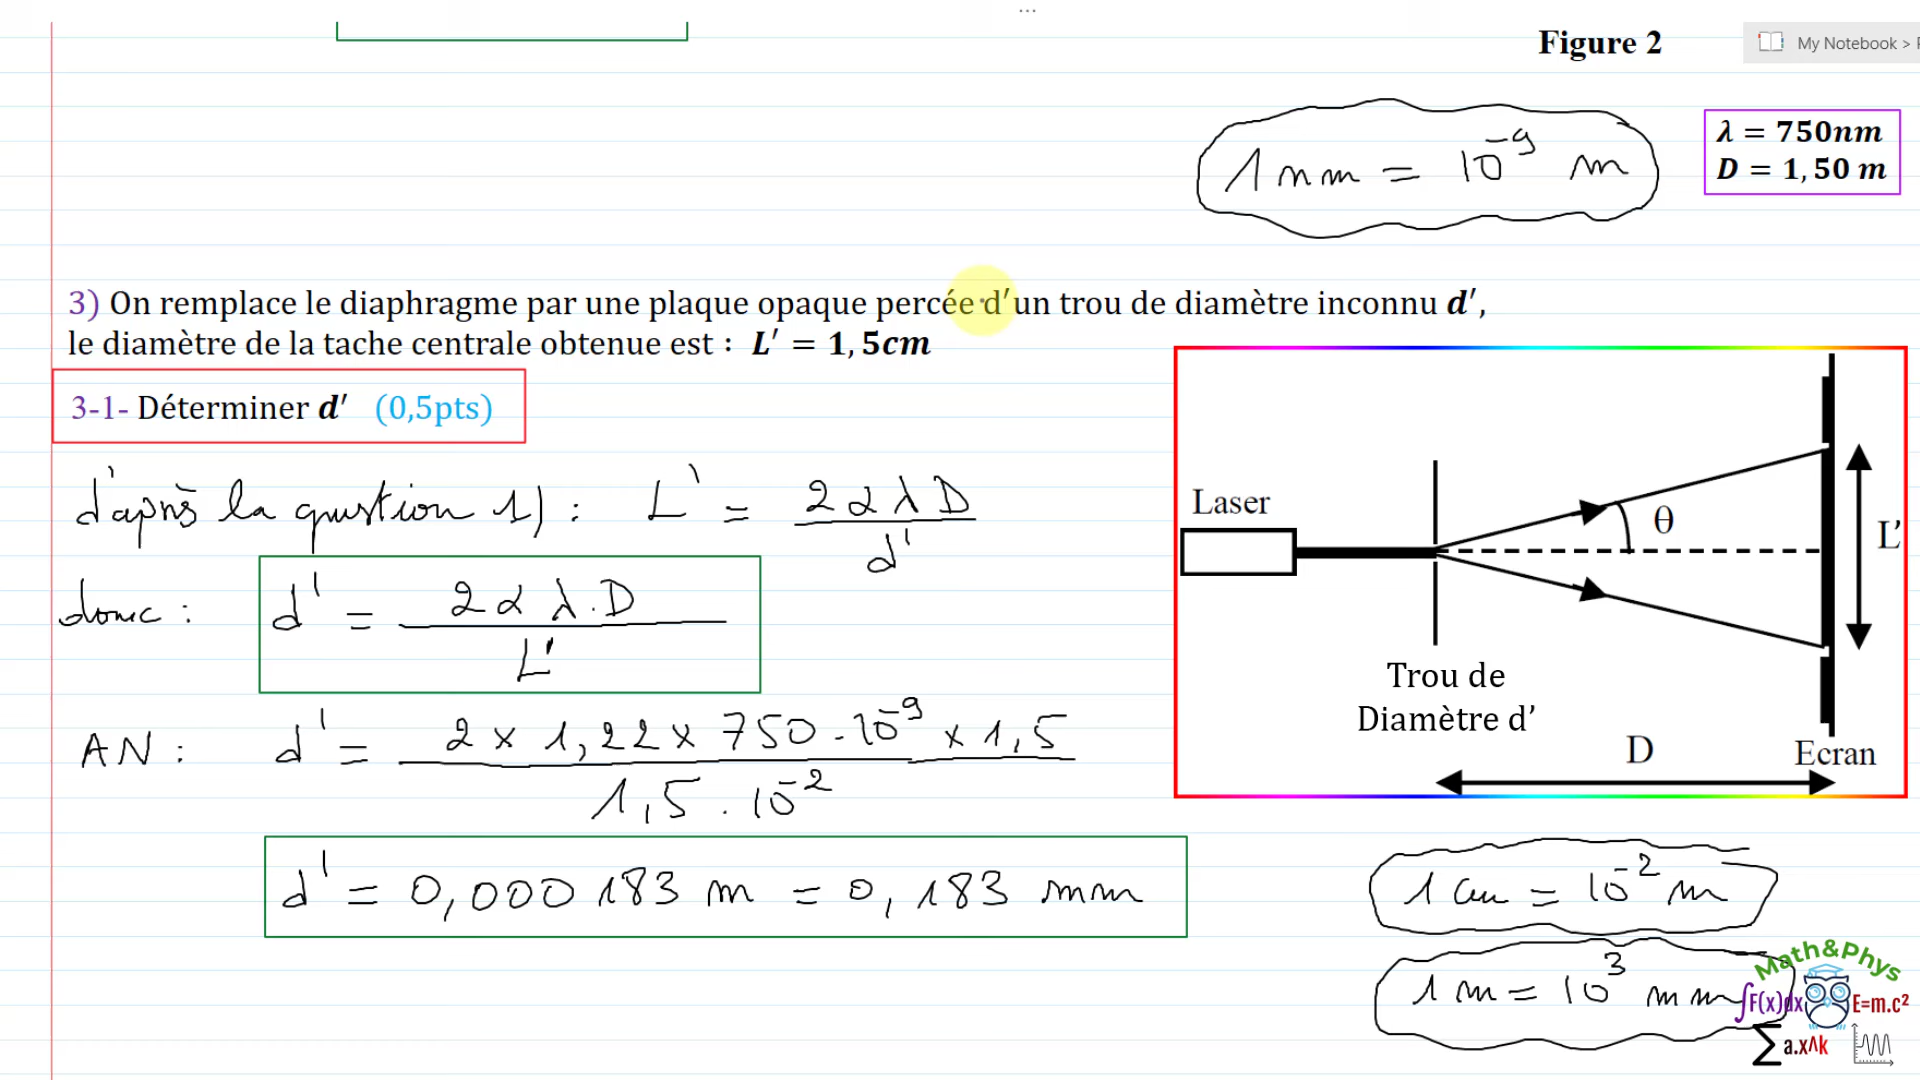 ...
Figure 2
My Notebook >
1 nm = 10⁻⁹ m
λ = 750nm
D = 1,50 m
3) On remplace le diaphragme par une plaque opaque percée d'un trou de diamètre inconnu d',
le diamètre de la tache centrale obtenue est : L' = 1,5cm
3-1- Déterminer d' (0,5pts)
d'après la qustion 1) : L' = 2αλD / d'
donc : d' = 2αλ.D / L'
AN : d' = 2 × 1,22 × 750.10⁻⁹ × 1,5 / 1,5.10⁻²
d' = 0,000183 m = 0,183 mm
Laser
θ
L'
Trou de
Diamètre d'
D
Ecran
1 cm = 10⁻² m
1 m = 10³ mm
Math&Phys
∫F(x)dx E=m.c²
∑ a.x^k